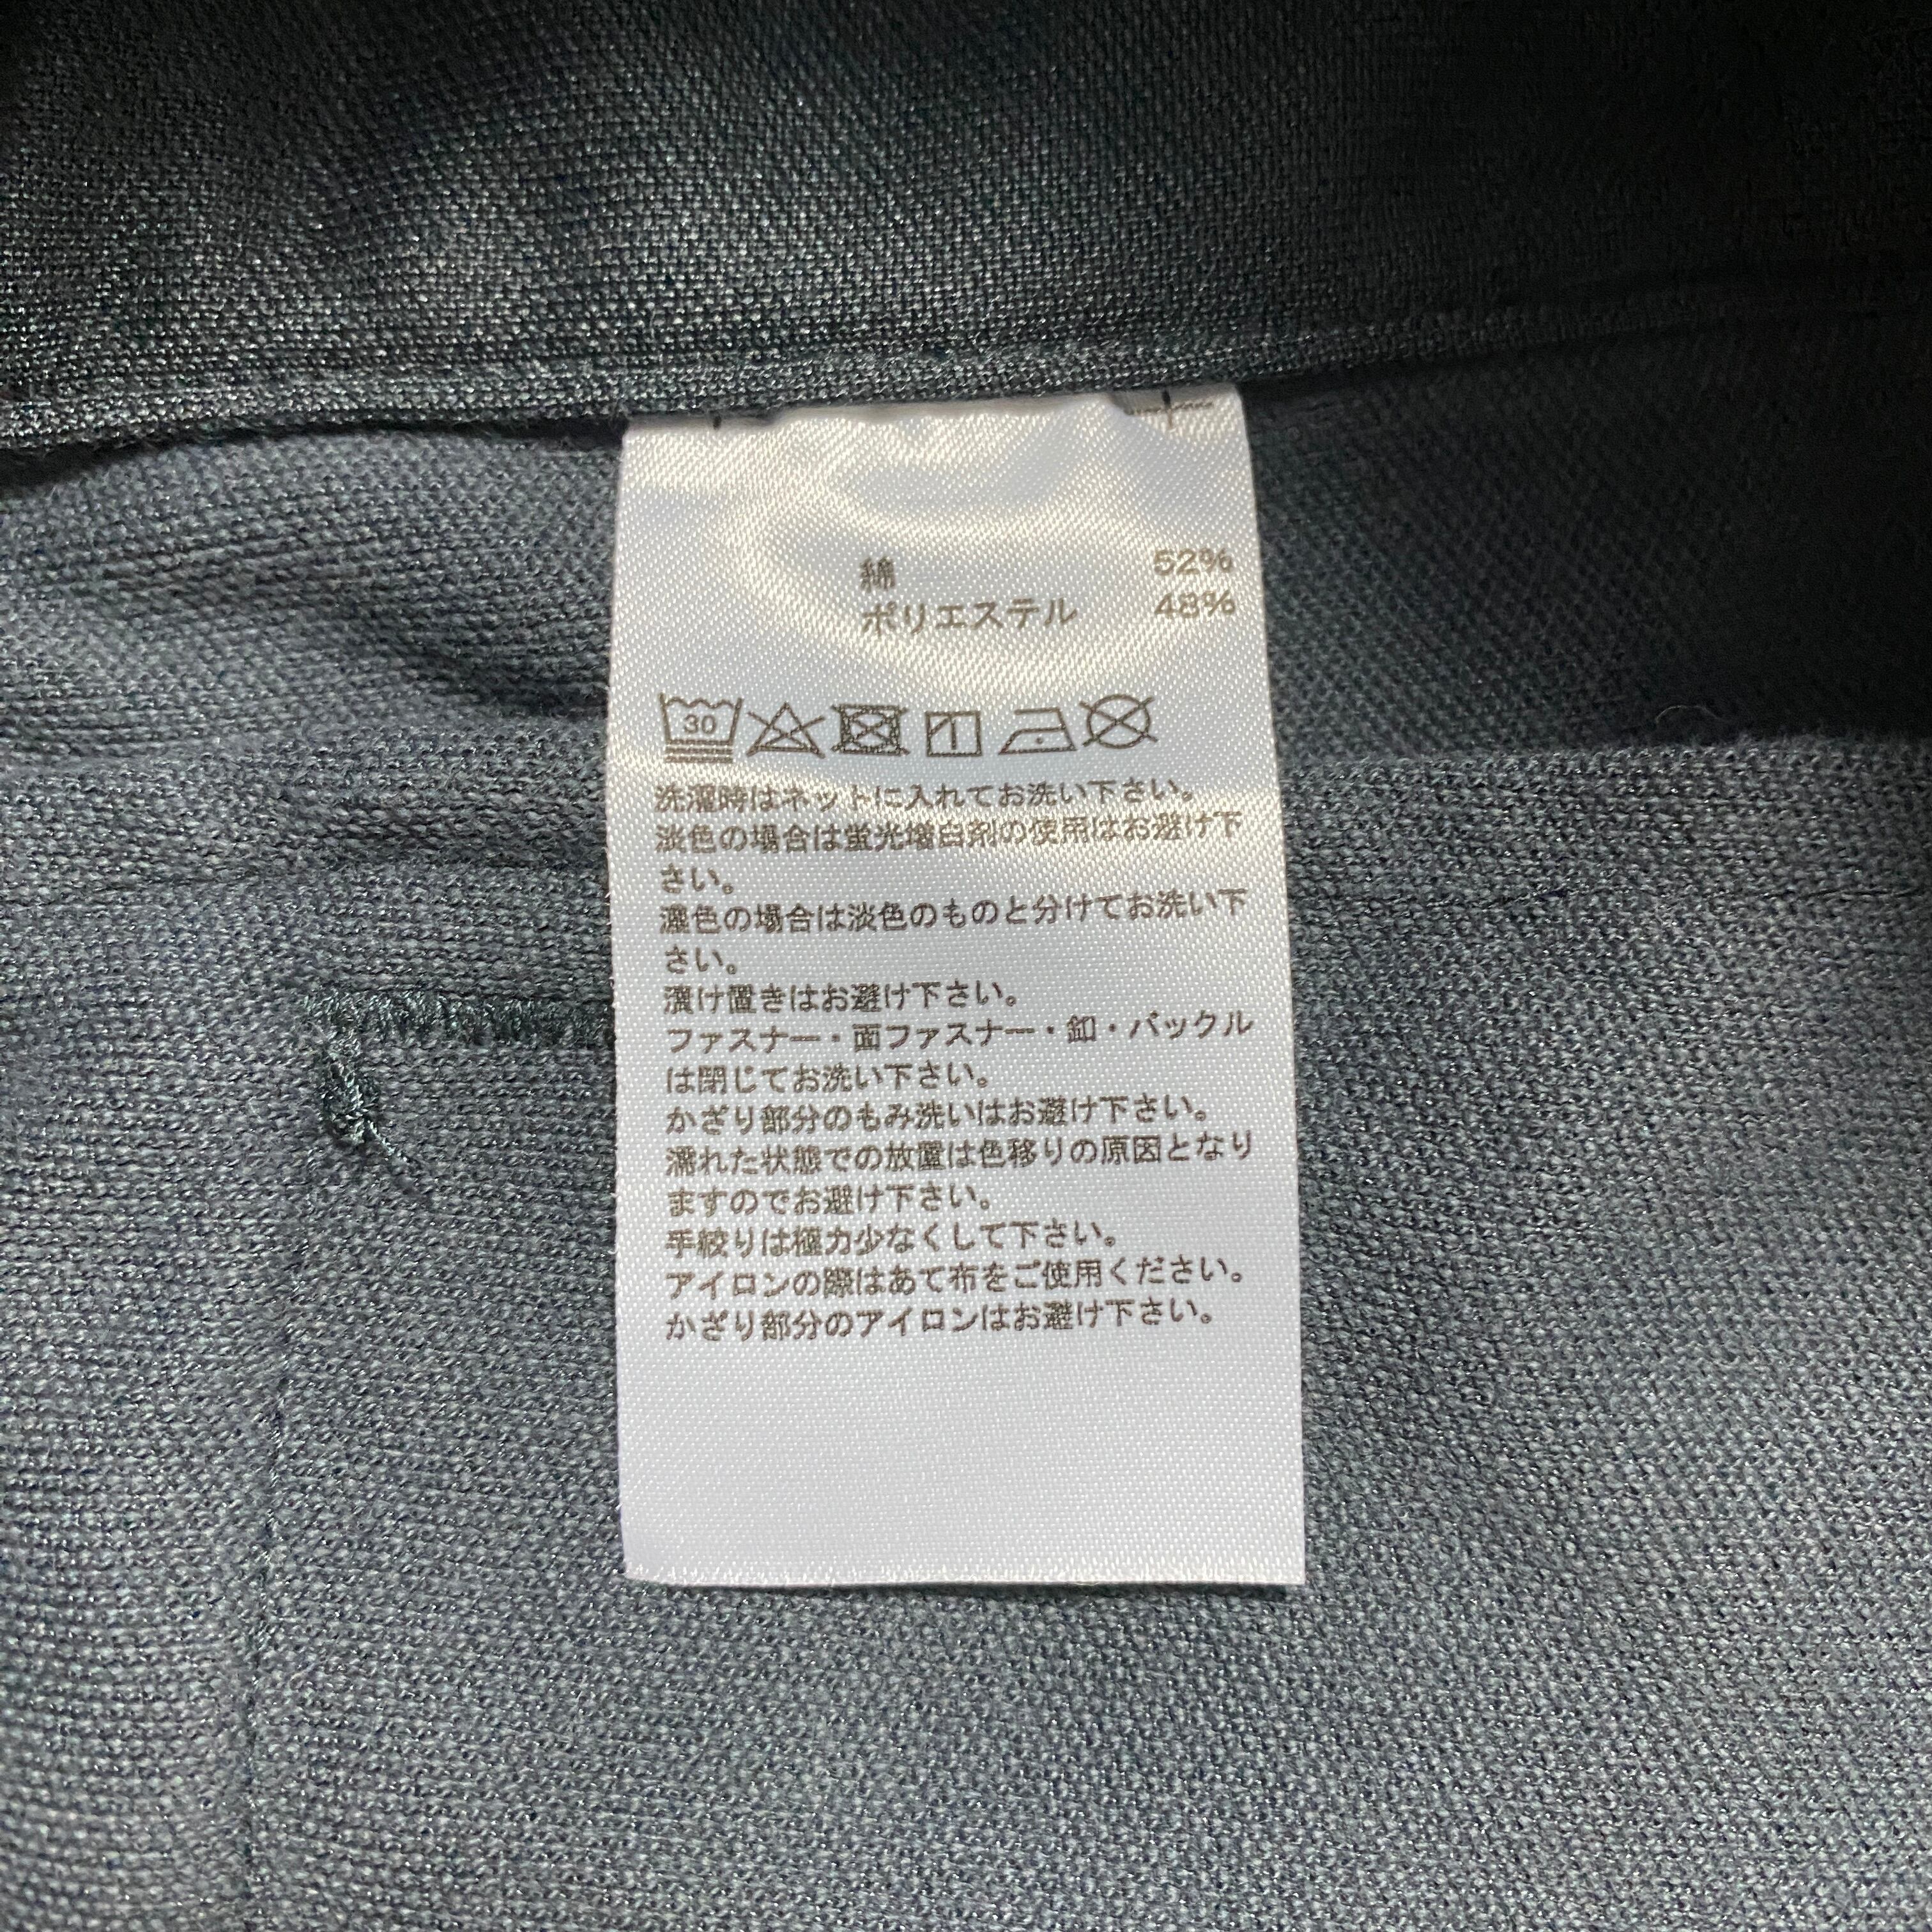 綿 52%
ポリエステル 48%
30
洗濯時はネットに入れてお洗い下さい。
淡色の場合は蛍光増白剤の使用はお避け下
さい。
濃色の場合は淡色のものと分けてお洗い下
さい。
漬け置きはお避け下さい。
ファスナー・面ファスナー・釦・バックル
は閉じてお洗い下さい。
かざり部分のもみ洗いはお避け下さい。
濡れた状態での放置は色移りの原因となり
ますのでお避け下さい。
手絞りは極力少なくして下さい。
アイロンの際はあて布をご使用ください。
かざり部分のアイロンはお避け下さい。